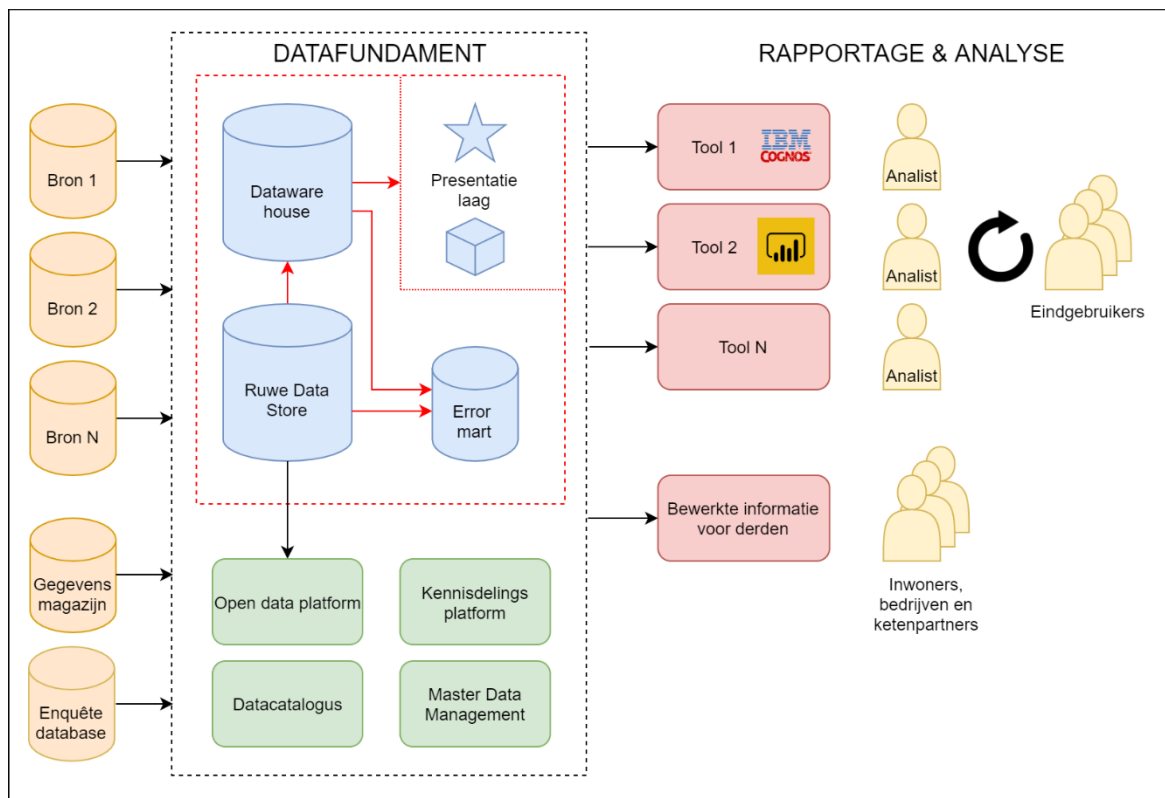 DATAFUNDAMENT
RAPPORTAGE & ANALYSE
Bron 1
Bron 2
Bron N
Gegevens
magazijn
Enquête
database
Dataware
house
Presentatie
laag
Ruwe Data
Store
Error
mart
Open data platform
Kennisdelings
platform
Datacatalogus
Master Data
Management
Tool 1
IBM
COGNOS
Analist
Tool 2
Analist
Eindgebruikers
Tool N
Analist
Bewerkte informatie
voor derden
Inwoners,
bedrijven en
ketenpartners